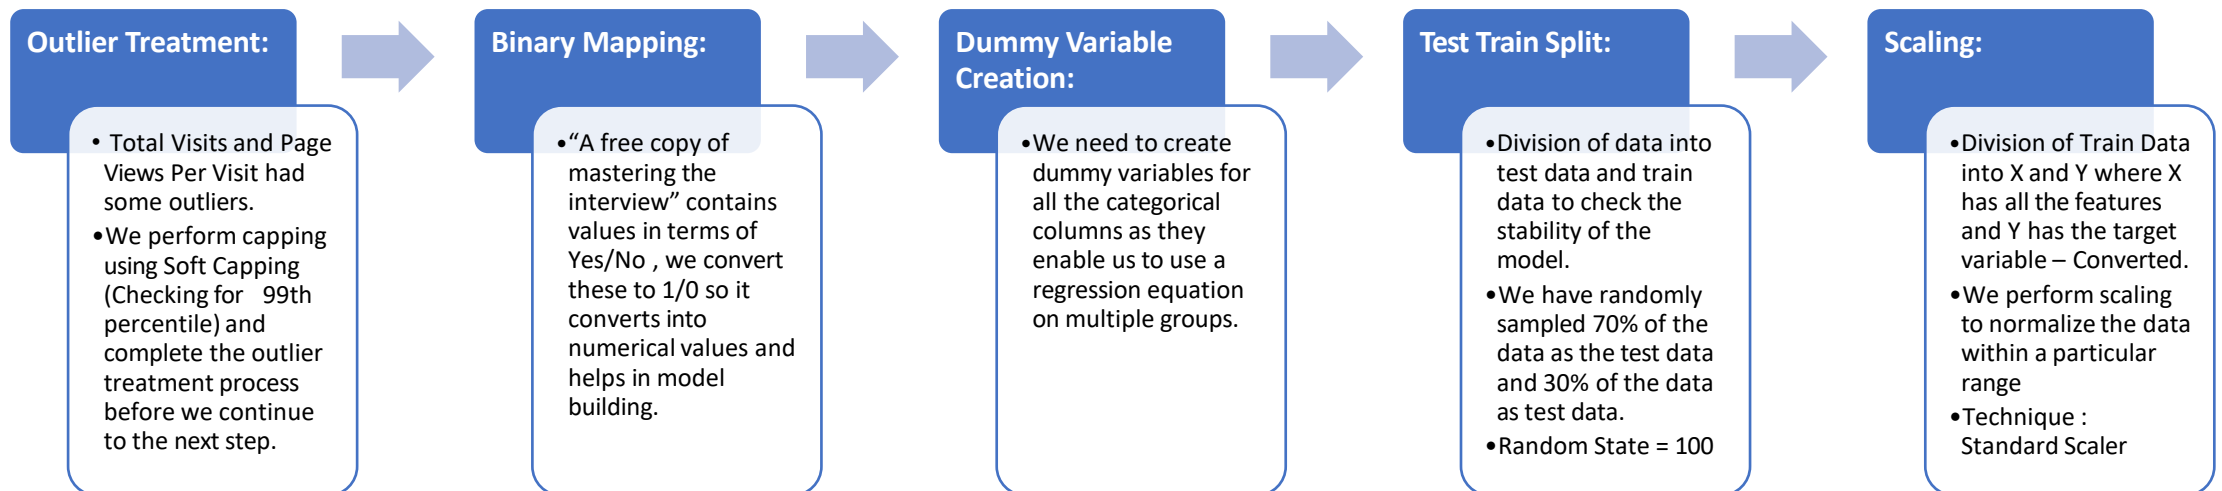 Outlier Treatment:
• Total Visits and Page
Views Per Visit had
some outliers.
•We perform capping
using Soft Capping
(Checking for 99th
percentile) and
complete the outlier
treatment process
before we continue
to the next step.
Binary Mapping:
•“A free copy of
mastering the
interview” contains
values in terms of
Yes/No , we convert
these to 1/0 so it
converts into
numerical values and
helps in model
building.
Dummy Variable
Creation:
•We need to create
dummy variables for
all the categorical
columns as they
enable us to use a
regression equation
on multiple groups.
Test Train Split:
•Division of data into
test data and train
data to check the
stability of the
model.
•We have randomly
sampled 70% of the
data as the test data
and 30% of the data
as test data.
•Random State = 100
Scaling:
•Division of Train Data
into X and Y where X
has all the features
and Y has the target
variable – Converted.
•We perform scaling
to normalize the data
within a particular
range
•Technique :
Standard Scaler